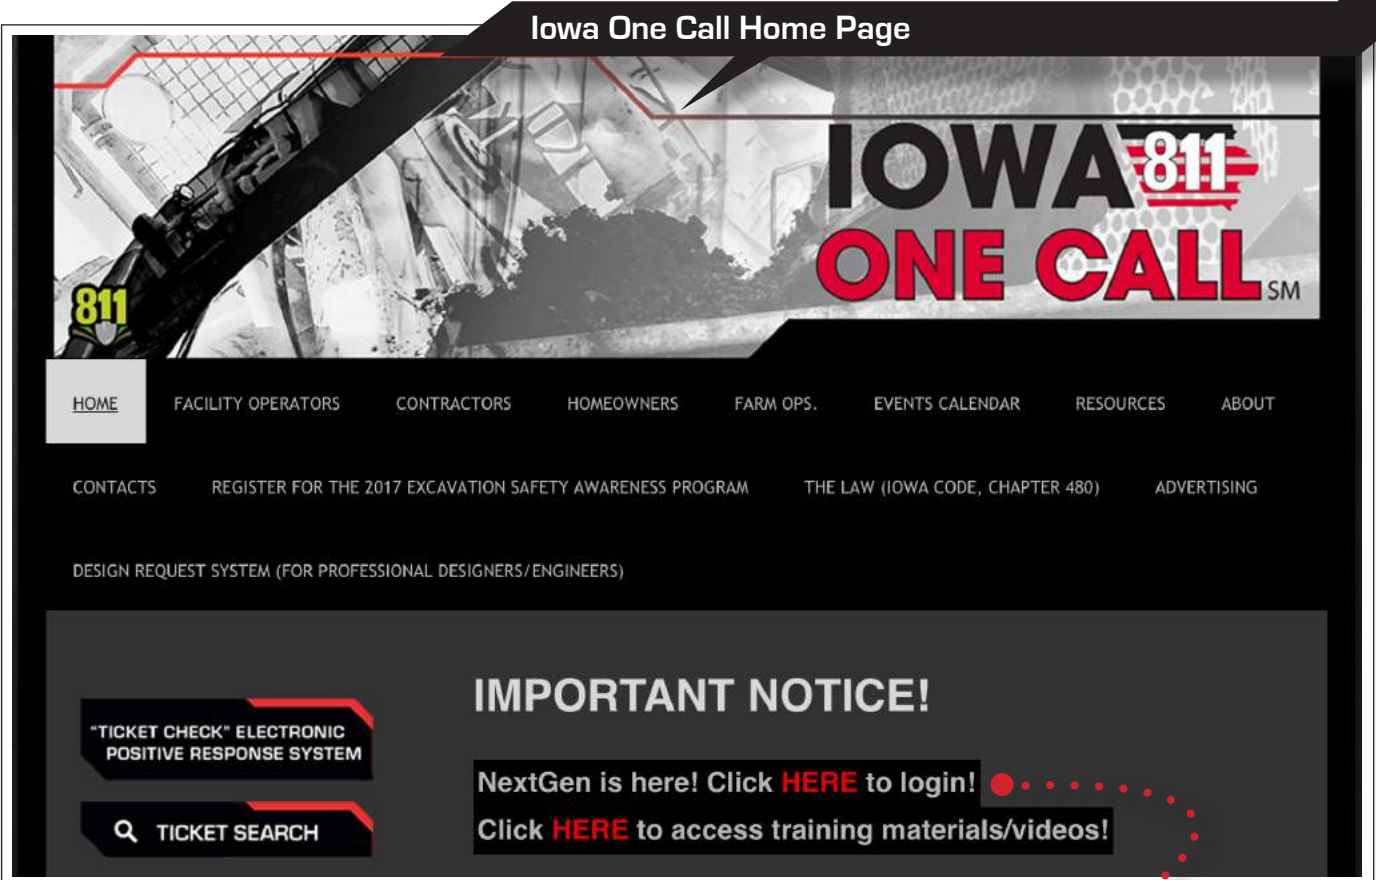 Iowa One Call Home Page
IOWA 811
ONE CALL SM
811
HOME FACILITY OPERATORS CONTRACTORS HOMEOWNERS FARM OPS. EVENTS CALENDAR RESOURCES ABOUT
CONTACTS REGISTER FOR THE 2017 EXCAVATION SAFETY AWARENESS PROGRAM THE LAW (IOWA CODE, CHAPTER 480) ADVERTISING
DESIGN REQUEST SYSTEM (FOR PROFESSIONAL DESIGNERS/ENGINEERS)
"TICKET CHECK" ELECTRONIC
POSITIVE RESPONSE SYSTEM
TICKET SEARCH
IMPORTANT NOTICE!
NextGen is here! Click HERE to login!
Click HERE to access training materials/videos!